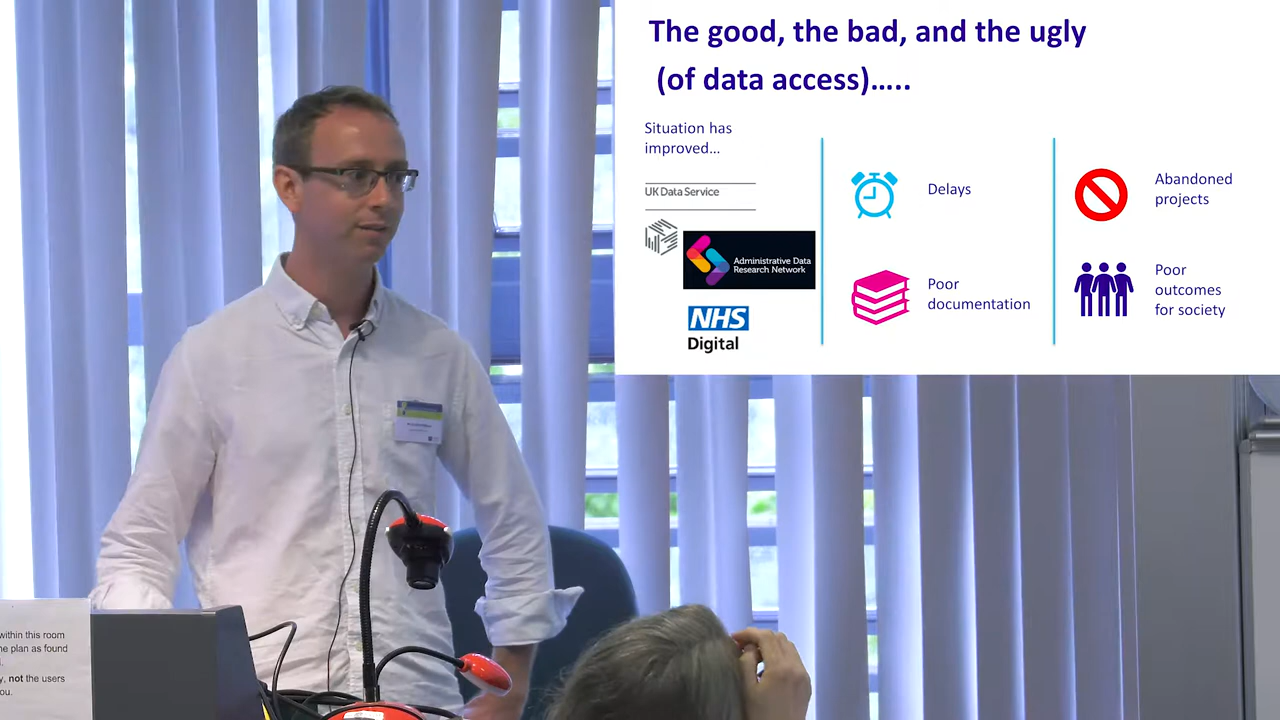 The good, the bad, and the ugly
(of data access)…..
Situation has
improved…
UK Data Service
Administrative Data
Research Network
NHS
Digital
Delays
Poor
documentation
Abandoned
projects
Poor
outcomes
for society
within this room
plan as found
not the users